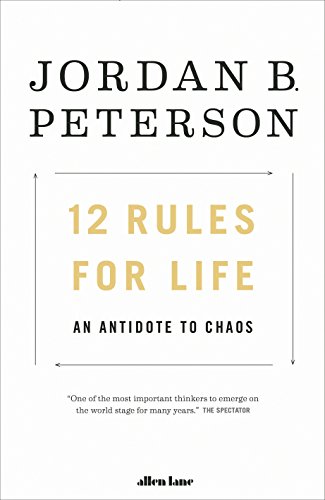 JORDAN B.
PETERSON
12 RULES
FOR LIFE
AN ANTIDOTE TO CHAOS
“One of the most important thinkers to emerge on
the world stage for many years.” THE SPECTATOR
allen lane